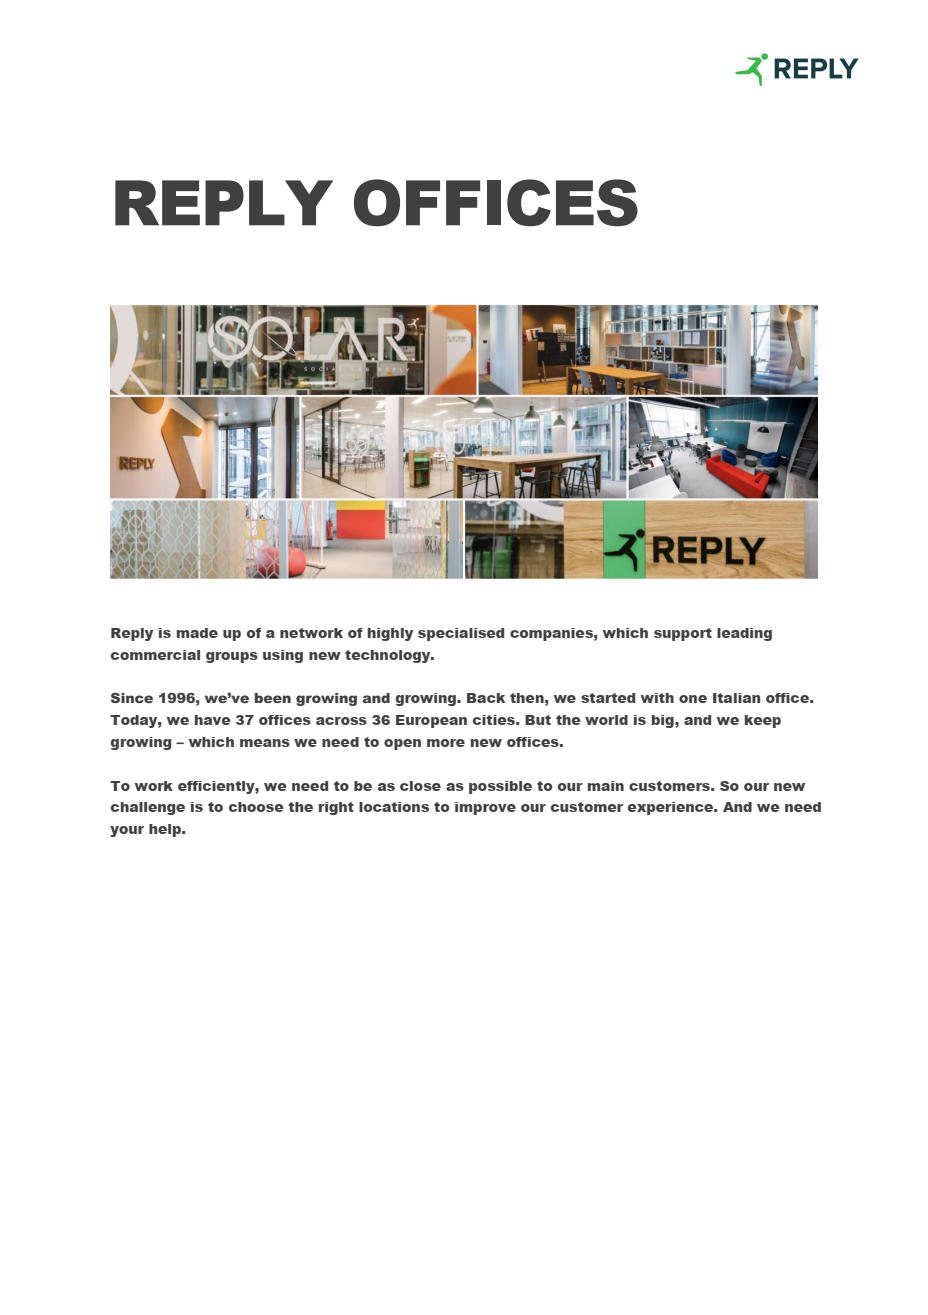 REPLY
REPLY OFFICES
SOLAR
SOCIAL LAB REPLY
REPLY
REPLY
Reply is made up of a network of highly specialised companies, which support leading
commercial groups using new technology.
Since 1996, we’ve been growing and growing. Back then, we started with one Italian office.
Today, we have 37 offices across 36 European cities. But the world is big, and we keep
growing – which means we need to open more new offices.
To work efficiently, we need to be as close as possible to our main customers. So our new
challenge is to choose the right locations to improve our customer experience. And we need
your help.